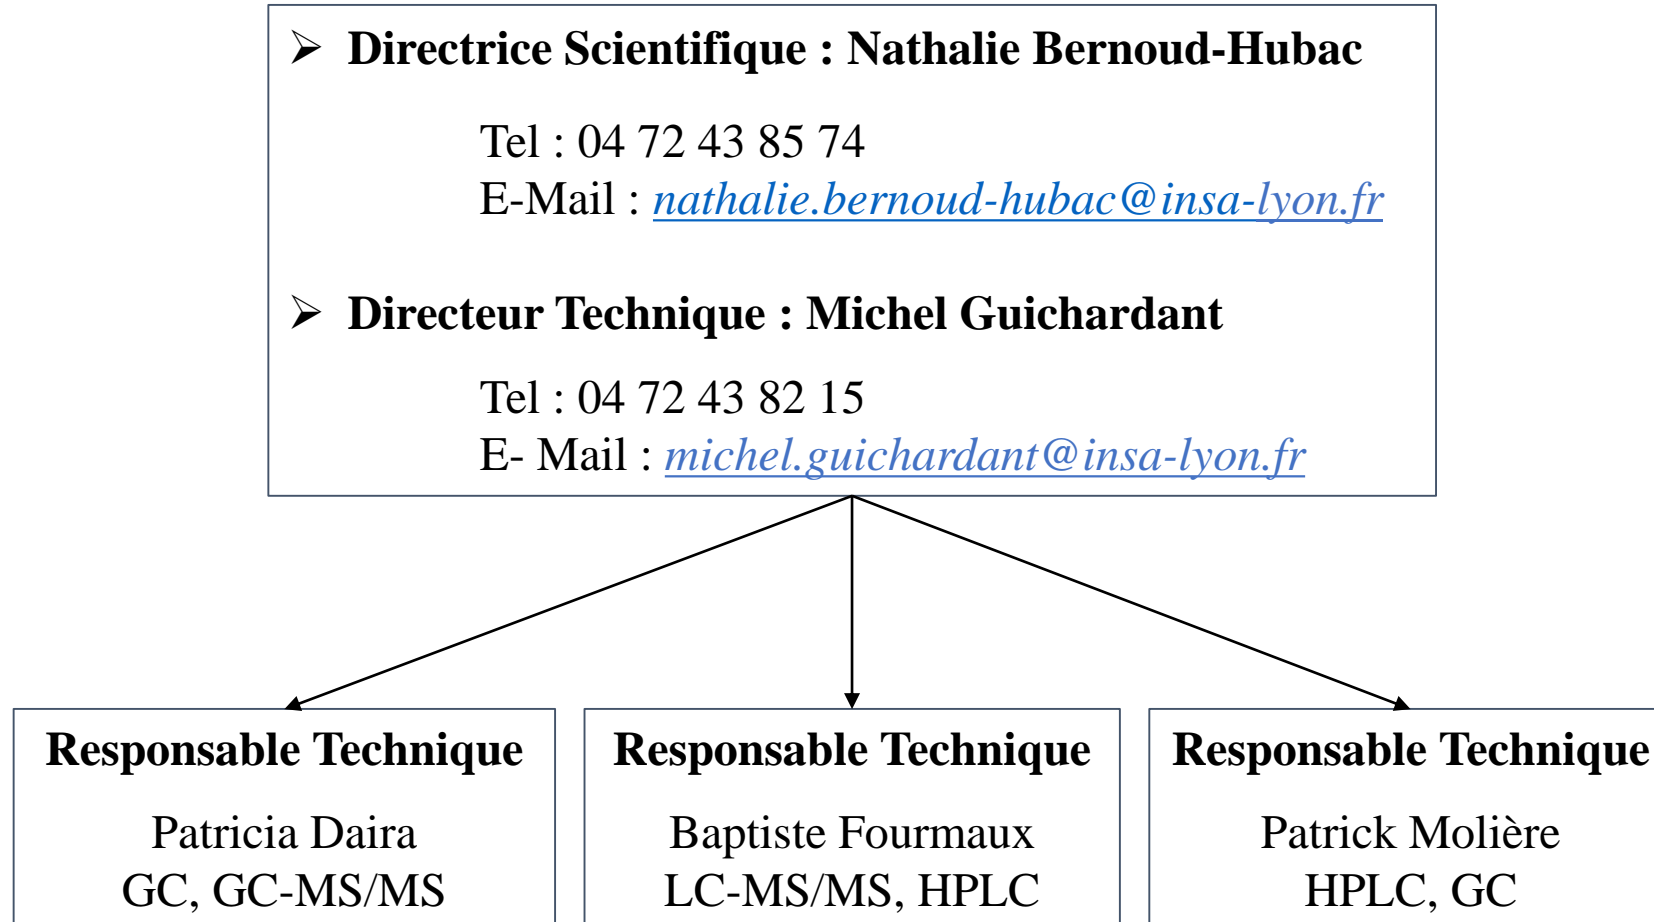 ➢ Directrice Scientifique : Nathalie Bernoud-Hubac
Tel : 04 72 43 85 74
E-Mail : nathalie.bernoud-hubac@insa-lyon.fr
➢ Directeur Technique : Michel Guichardant
Tel : 04 72 43 82 15
E- Mail : michel.guichardant@insa-lyon.fr
Responsable Technique
Patricia Daira
GC, GC-MS/MS
Responsable Technique
Baptiste Fourmaux
LC-MS/MS, HPLC
Responsable Technique
Patrick Molière
HPLC, GC